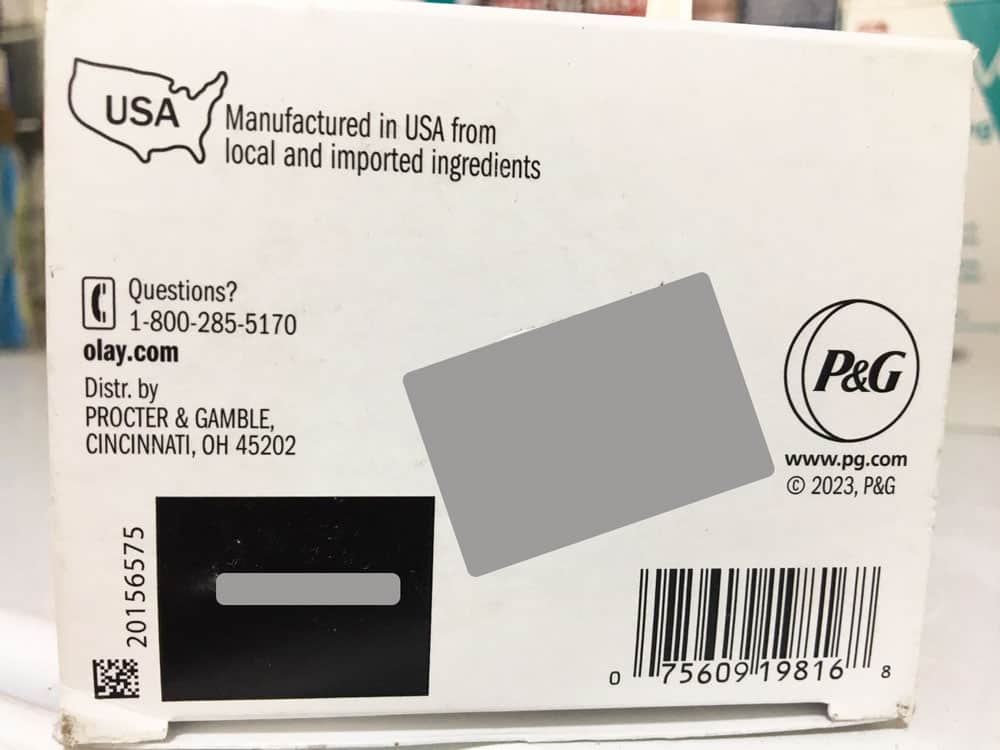 USA
Manufactured in USA from
local and imported ingredients
Questions?
1-800-285-5170
olay.com
Distr. by
PROCTER & GAMBLE,
CINCINNATI, OH 45202
P&G
www.pg.com
© 2023, P&G
20156575
0 75609 19816 8